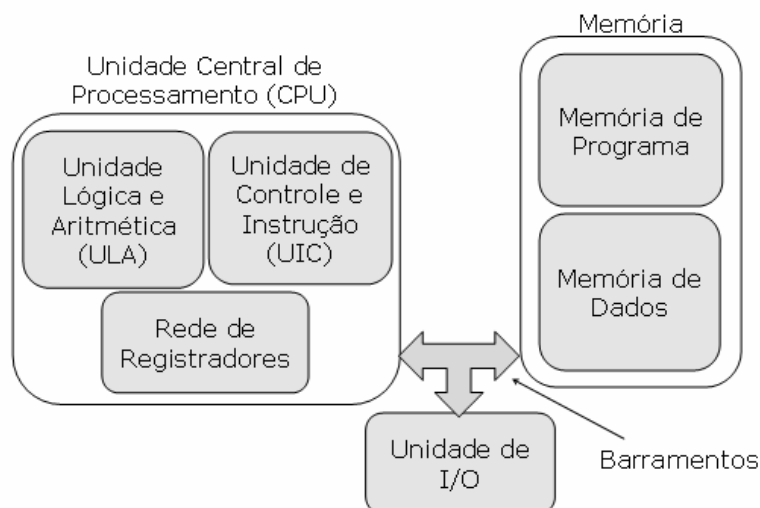 Unidade Central de
Processamento (CPU)
Unidade
Lógica e
Aritmética
(ULA)
Unidade de
Controle e
Instrução
(UIC)
Rede de
Registradores
Memória
Memória de
Programa
Memória de
Dados
Unidade de
I/O
Barramentos